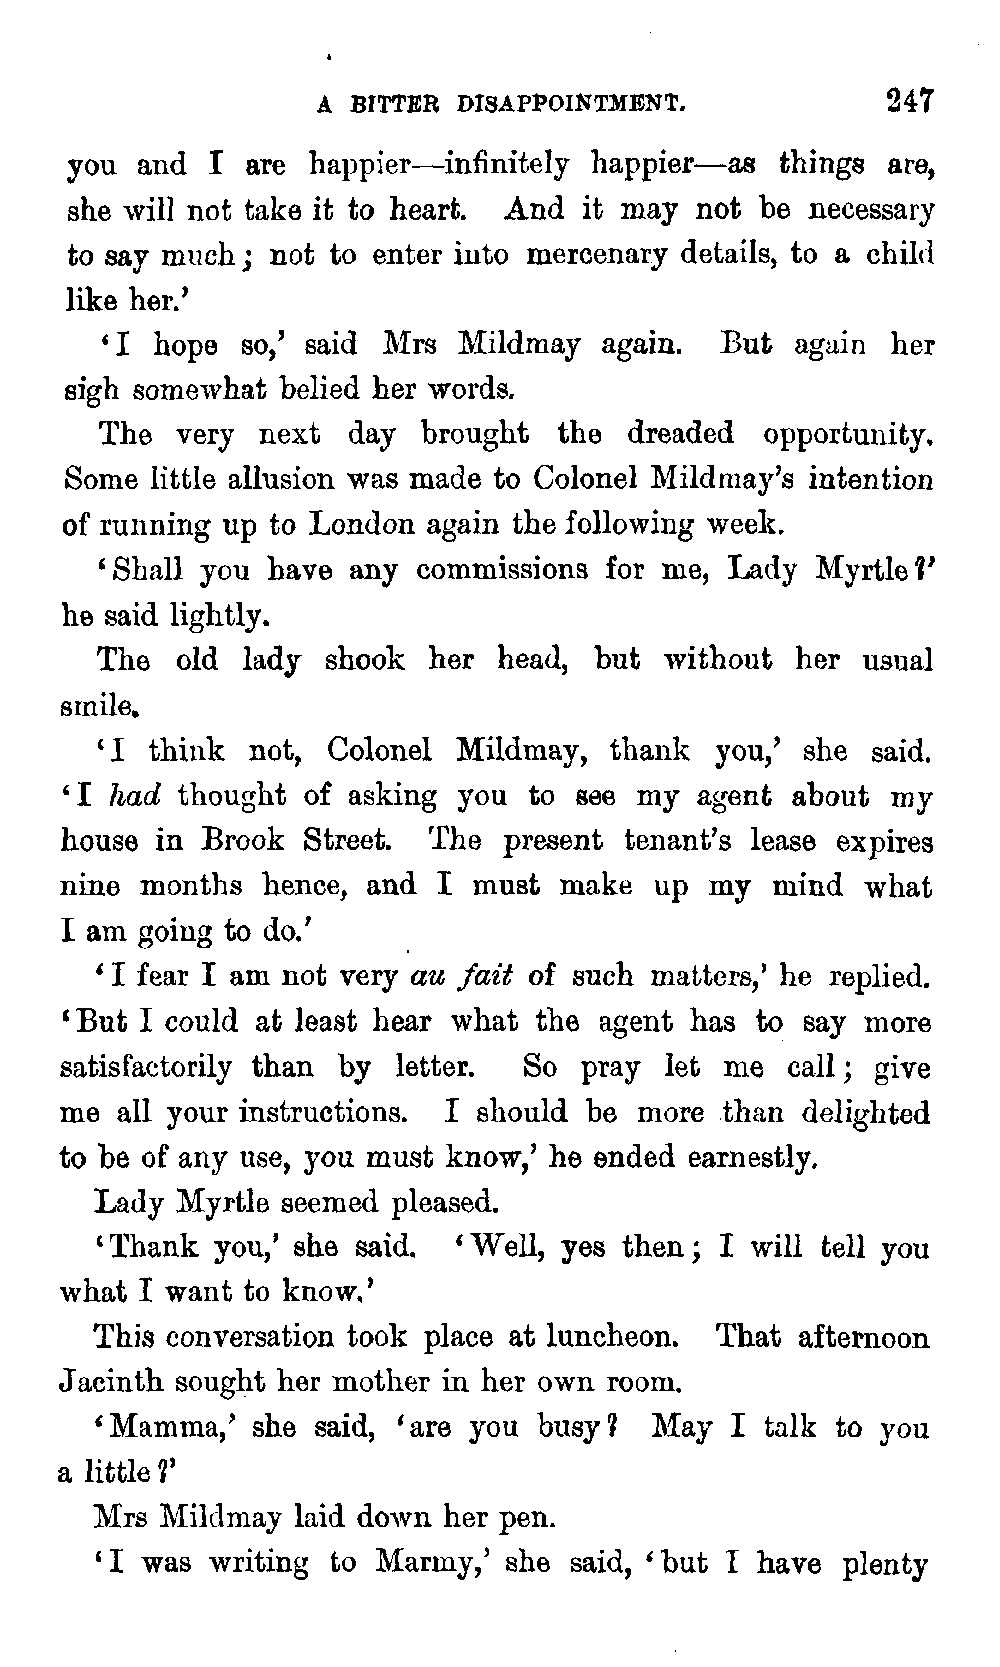 A BITTER DISAPPOINTMENT. 247
you and I are happier—infinitely happier—as things are,
she will not take it to heart. And it may not be necessary
to say much; not to enter into mercenary details, to a child
like her.’
‘I hope so,’ said Mrs Mildmay again. But again her
sigh somewhat belied her words.
The very next day brought the dreaded opportunity.
Some little allusion was made to Colonel Mildmay’s intention
of running up to London again the following week.
‘Shall you have any commissions for me, Lady Myrtle?’
he said lightly.
The old lady shook her head, but without her usual
smile.
‘I think not, Colonel Mildmay, thank you,’ she said.
‘I had thought of asking you to see my agent about my
house in Brook Street. The present tenant’s lease expires
nine months hence, and I must make up my mind what
I am going to do.’
‘I fear I am not very au fait of such matters,’ he replied.
‘But I could at least hear what the agent has to say more
satisfactorily than by letter. So pray let me call; give
me all your instructions. I should be more than delighted
to be of any use, you must know,’ he ended earnestly.
Lady Myrtle seemed pleased.
‘Thank you,’ she said. ‘Well, yes then; I will tell you
what I want to know.’
This conversation took place at luncheon. That afternoon
Jacinth sought her mother in her own room.
‘Mamma,’ she said, ‘are you busy? May I talk to you
a little?’
Mrs Mildmay laid down her pen.
‘I was writing to Marmy,’ she said, ‘but I have plenty